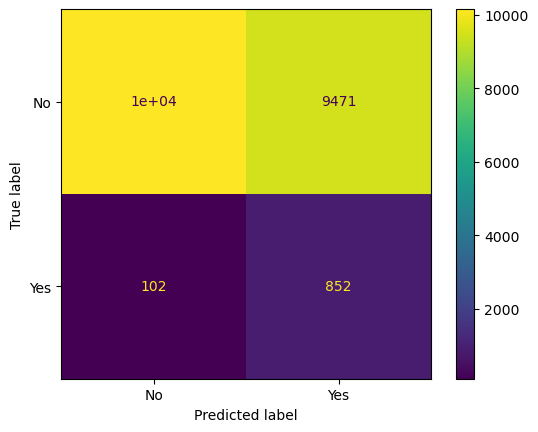 10000
No
1e+04
9471
8000
True label
6000
4000
Yes
102
852
2000
No
Yes
Predicted label